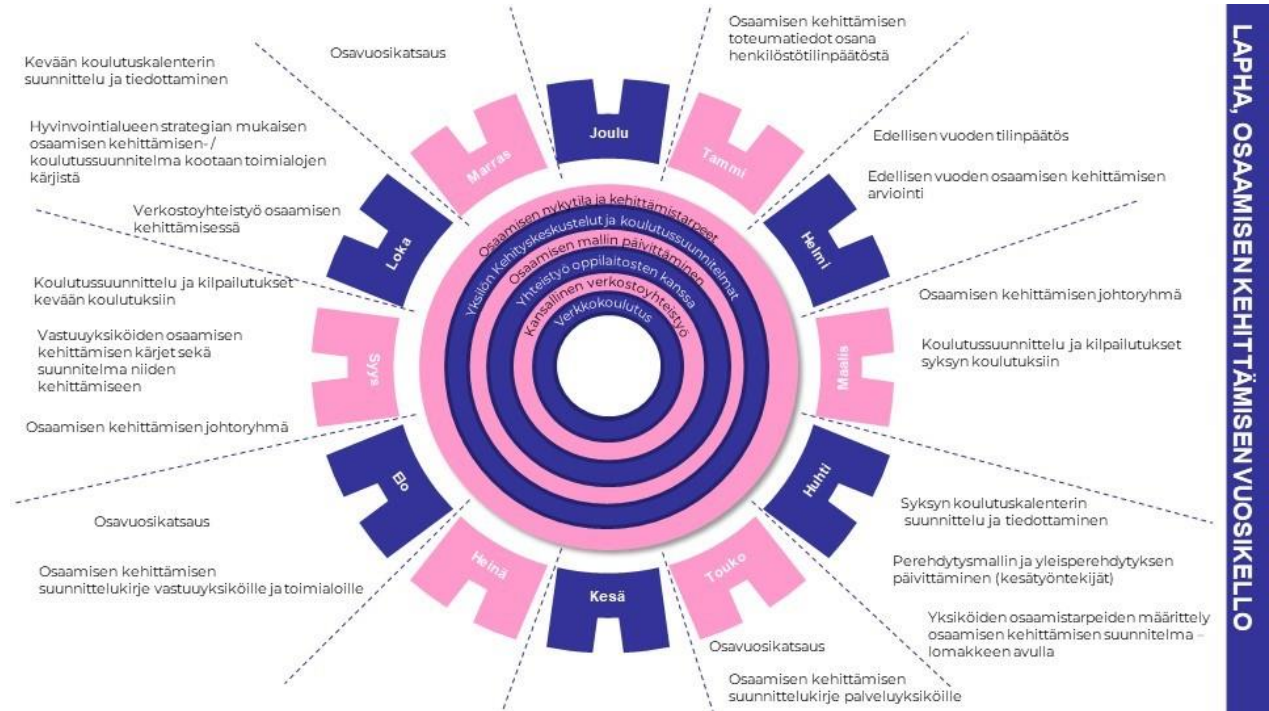 LAPHA, OSAAMISEN KEHITTÄMISEN VUOSIKELLO
Joulu
Tammi
Osaamisen kehittämisen
toteumatiedot osana
henkilöstötilinpäätöstä
Helmi
Edellisen vuoden tilinpäätös
Edellisen vuoden osaamisen kehittämisen
arviointi
Maalis
Osaamisen kehittämisen johtoryhmä
Koulutussuunnittelu ja kilpailutukset
syksyn koulutuksiin
Huhti
Syksyn koulutuskalenterin
suunnittelu ja tiedottaminen
Perehdytysmallin ja yleisperehdytyksen
päivittäminen (kesätyöntekijät)
Yksiköiden osaamistarpeiden määrittely
osaamisen kehittämisen suunnitelma –
lomakkeen avulla
Touko
Osavuosikatsaus
Osaamisen kehittämisen
suunnittelukirje palveluyksiköille
Kesä
Heinä
Elo
Osavuosikatsaus
Osaamisen kehittämisen
suunnittelukirje vastuuyksiköille ja toimialoille
Syys
Koulutussuunnittelu ja kilpailutukset
kevään koulutuksiin
Vastuuyksiköiden osaamisen
kehittämisen kärjet sekä
suunnitelma niiden
kehittämiseen
Osaamisen kehittämisen johtoryhmä
Loka
Kevään koulutuskalenterin
suunnittelu ja tiedottaminen
Hyvinvointialueen strategian mukaisen
osaamisen kehittämisen-/
koulutussuunnitelma kootaan toimialojen
kärjistä
Verkostoyhteistyö osaamisen
kehittämisessä
Marras
Osavuosikatsaus
Osaamisen nykytila ja kehittämistarpeet
Yksilön Kehityskeskustelut ja koulutussuunnitelmat
Osaamisen mallin päivittäminen
Yhteistyö oppilaitosten kanssa
Kansallinen verkostoyhteistyö
Verkkokoulutus